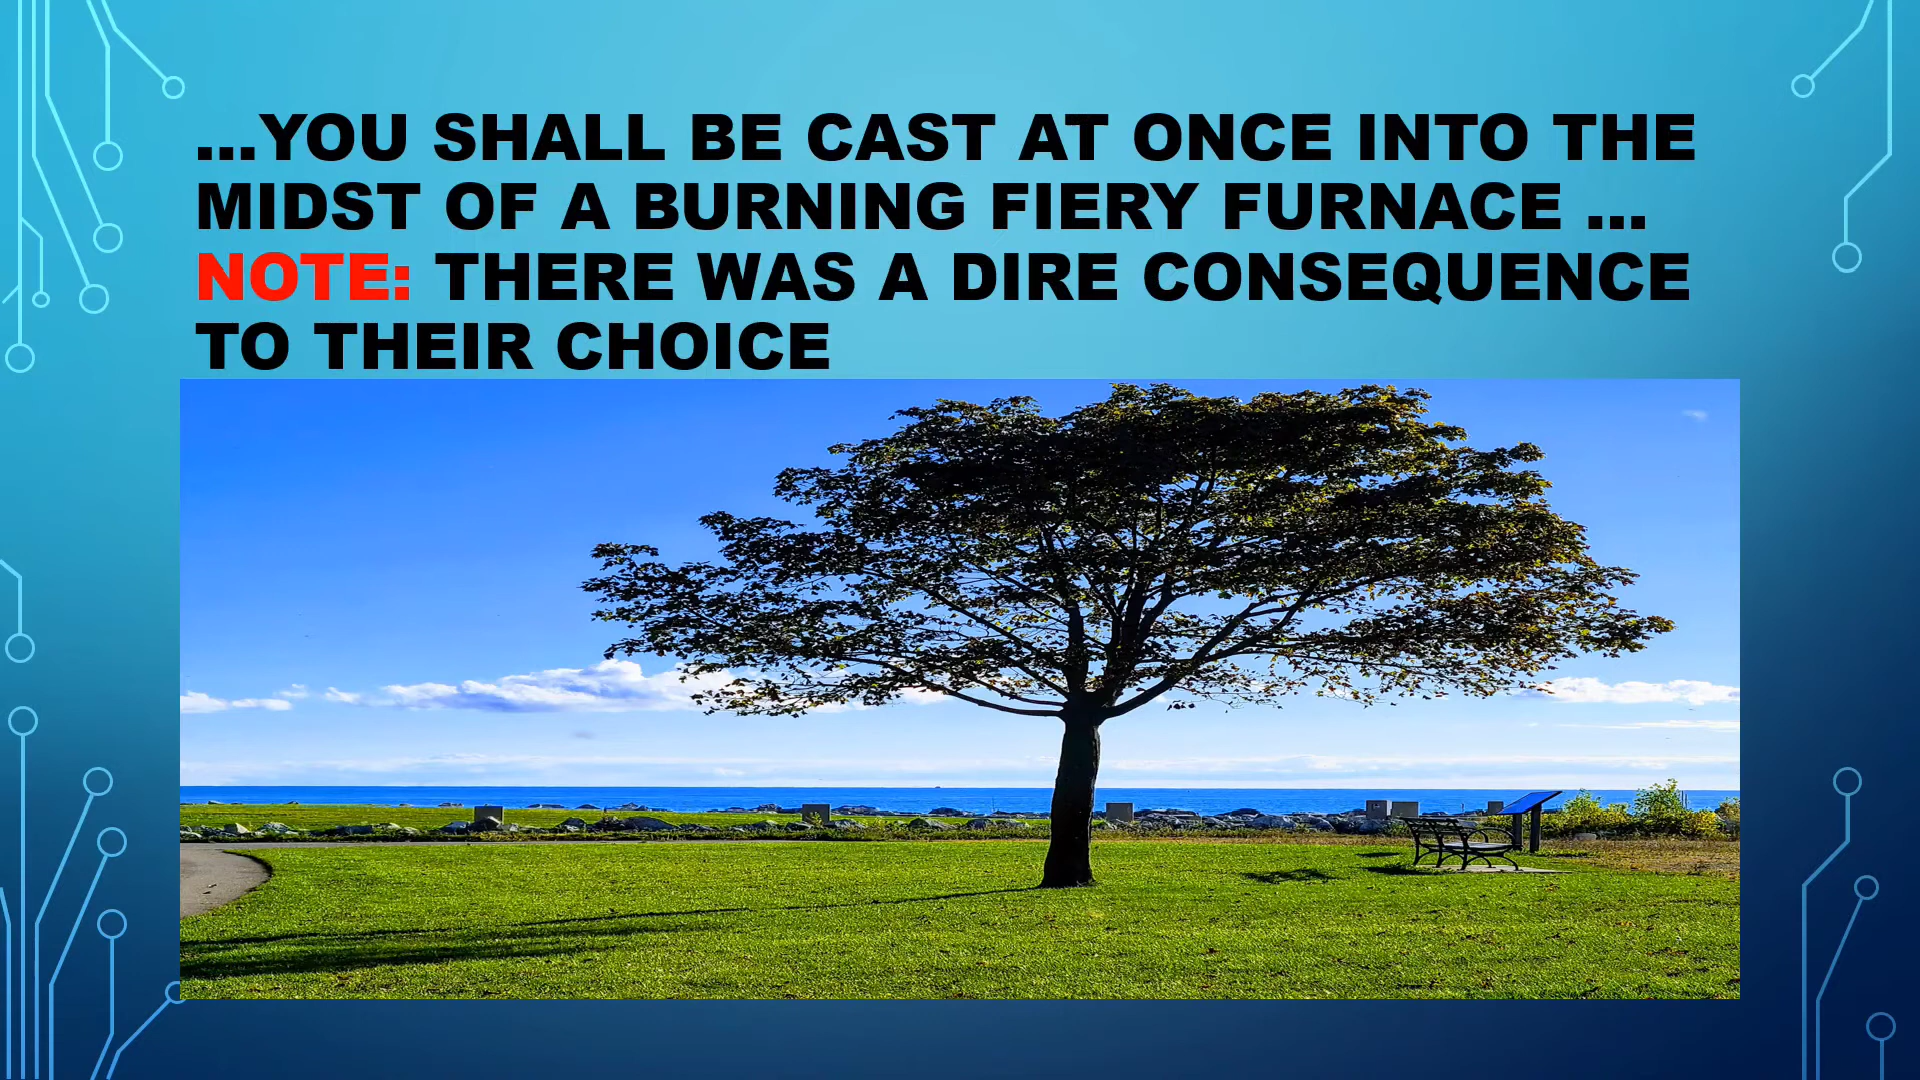 ...YOU SHALL BE CAST AT ONCE INTO THE
MIDST OF A BURNING FIERY FURNACE ...
NOTE: THERE WAS A DIRE CONSEQUENCE
TO THEIR CHOICE